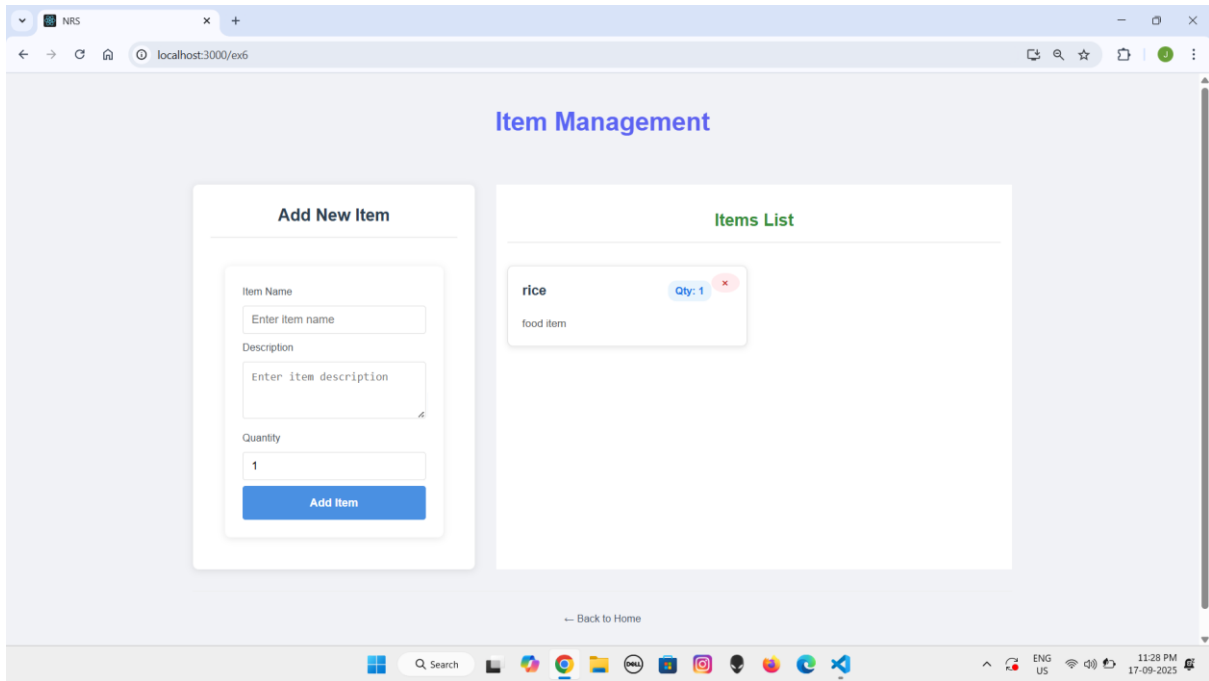 NRS
localhost:3000/ex6
J
Item Management
Add New Item
Item Name
Enter item name
Description
Enter item description
Quantity
1
Add Item
Items List
rice
Qty: 1
×
food item
← Back to Home
Search
DELL
ENG
US
11:28 PM
17-09-2025